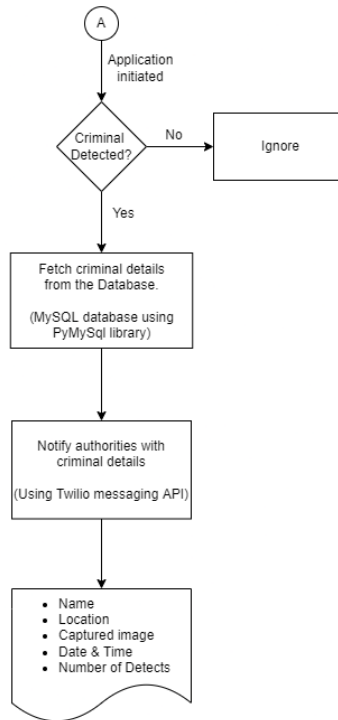 A
Application
initiated
Criminal
Detected?
No
Ignore
Yes
Fetch criminal details
from the Database.
(MySQL database using
PyMySql library)
Notify authorities with
criminal details
(Using Twilio messaging API)
• Name
• Location
• Captured image
• Date & Time
• Number of Detects